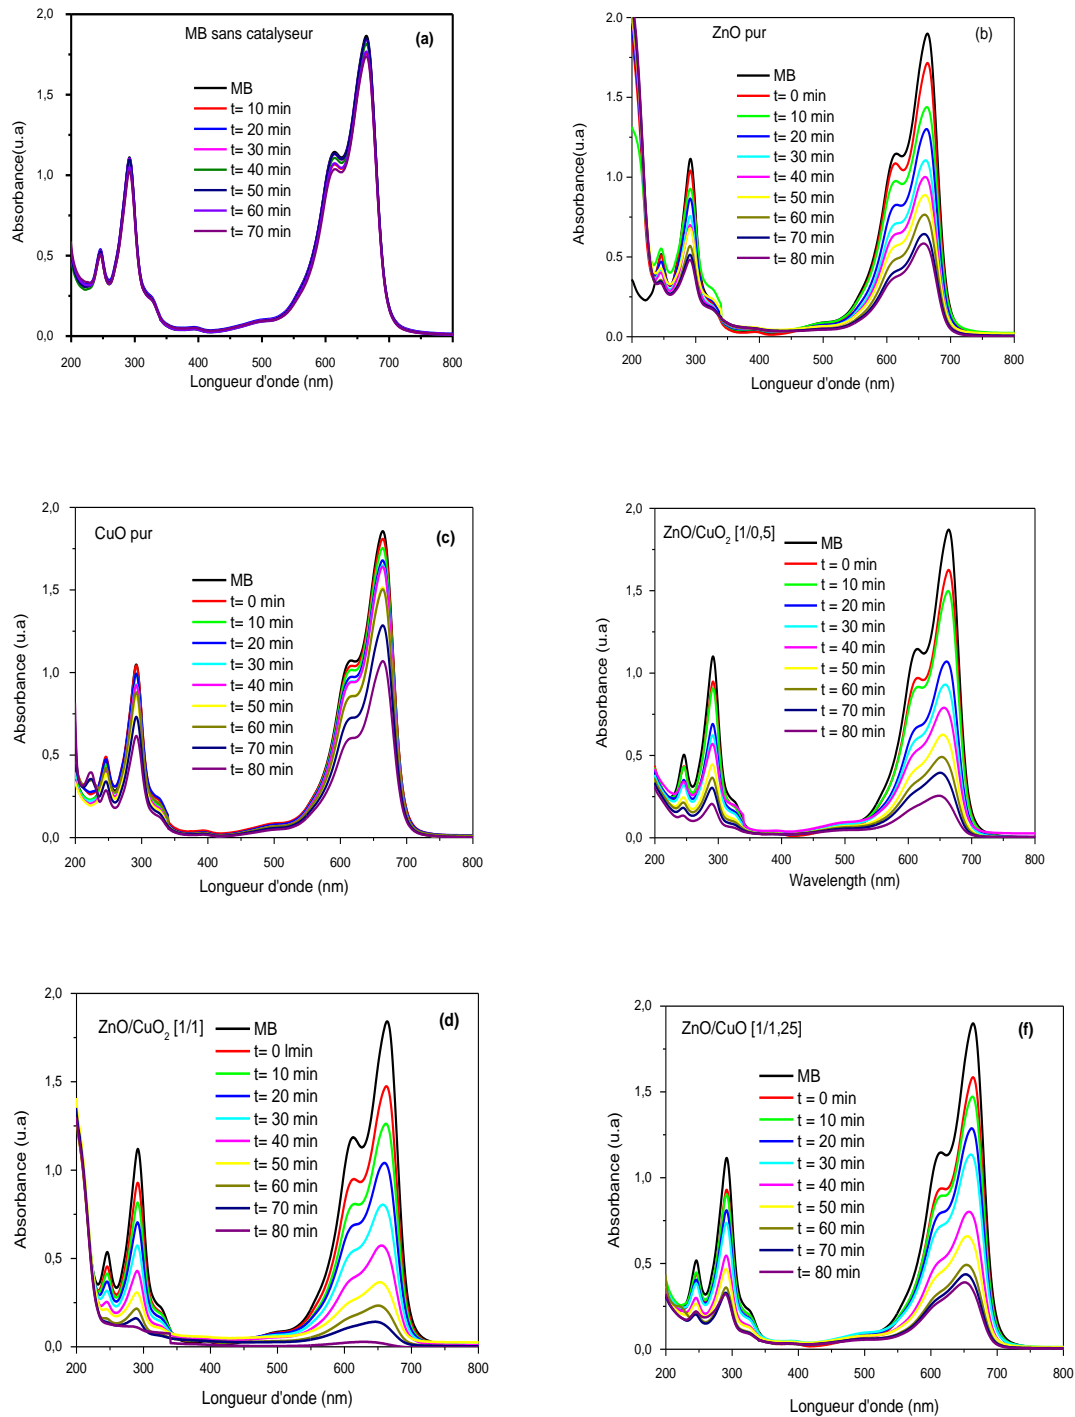 MB sans catalyseur
(a)
MB
t= 10 min
t= 20 min
t= 30 min
t= 40 min
t= 50 min
t= 60 min
t= 70 min
Absorbance(u.a)
2,0
1,5
1,0
0,5
0,0
200 300 400 500 600 700 800
Longueur d'onde (nm)
ZnO pur
(b)
MB
t= 0 min
t= 10 min
t= 20 min
t= 30 min
t= 40 min
t= 50 min
t= 60 min
t= 70 min
t= 80 min
Absorbance(u.a)
2.0
1.5
1.0
0.5
0.0
200 300 400 500 600 700 800
Longueur d'onde (nm)
CuO pur
(c)
MB
t= 0 min
t= 10 min
t= 20 min
t= 30 min
t= 40 min
t= 50 min
t= 60 min
t= 70 min
t= 80 min
Absorbance (u.a)
2,0
1,5
1,0
0,5
0,0
200 300 400 500 600 700 800
Longueur d'onde (nm)
ZnO/CuO₂ [1/0,5]
MB
t = 0 min
t = 10 min
t = 20 min
t = 30 min
t = 40 min
t = 50 min
t = 60 min
t = 70 min
t = 80 min
Absorbance (u.a)
2,0
1,5
1,0
0,5
0,0
200 300 400 500 600 700 800
Wavelength (nm)
ZnO/CuO₂ [1/1]
(d)
MB
t= 0 lmin
t= 10 min
t= 20 min
t= 30 min
t= 40 min
t= 50 min
t= 60 min
t= 70 min
t= 80 min
Absorbance (u.a)
2,0
1,5
1,0
0,5
0,0
200 300 400 500 600 700 800
Longueur d'onde (nm)
ZnO/CuO [1/1,25]
(f)
MB
t = 0 min
t = 10 min
t = 20 min
t = 30 min
t = 40 min
t = 50 min
t = 60 min
t = 70 min
t= 80 min
Absorbance (u.a)
2,0
1,5
1,0
0,5
0,0
200 300 400 500 600 700 800
Longueur d'onde (nm)